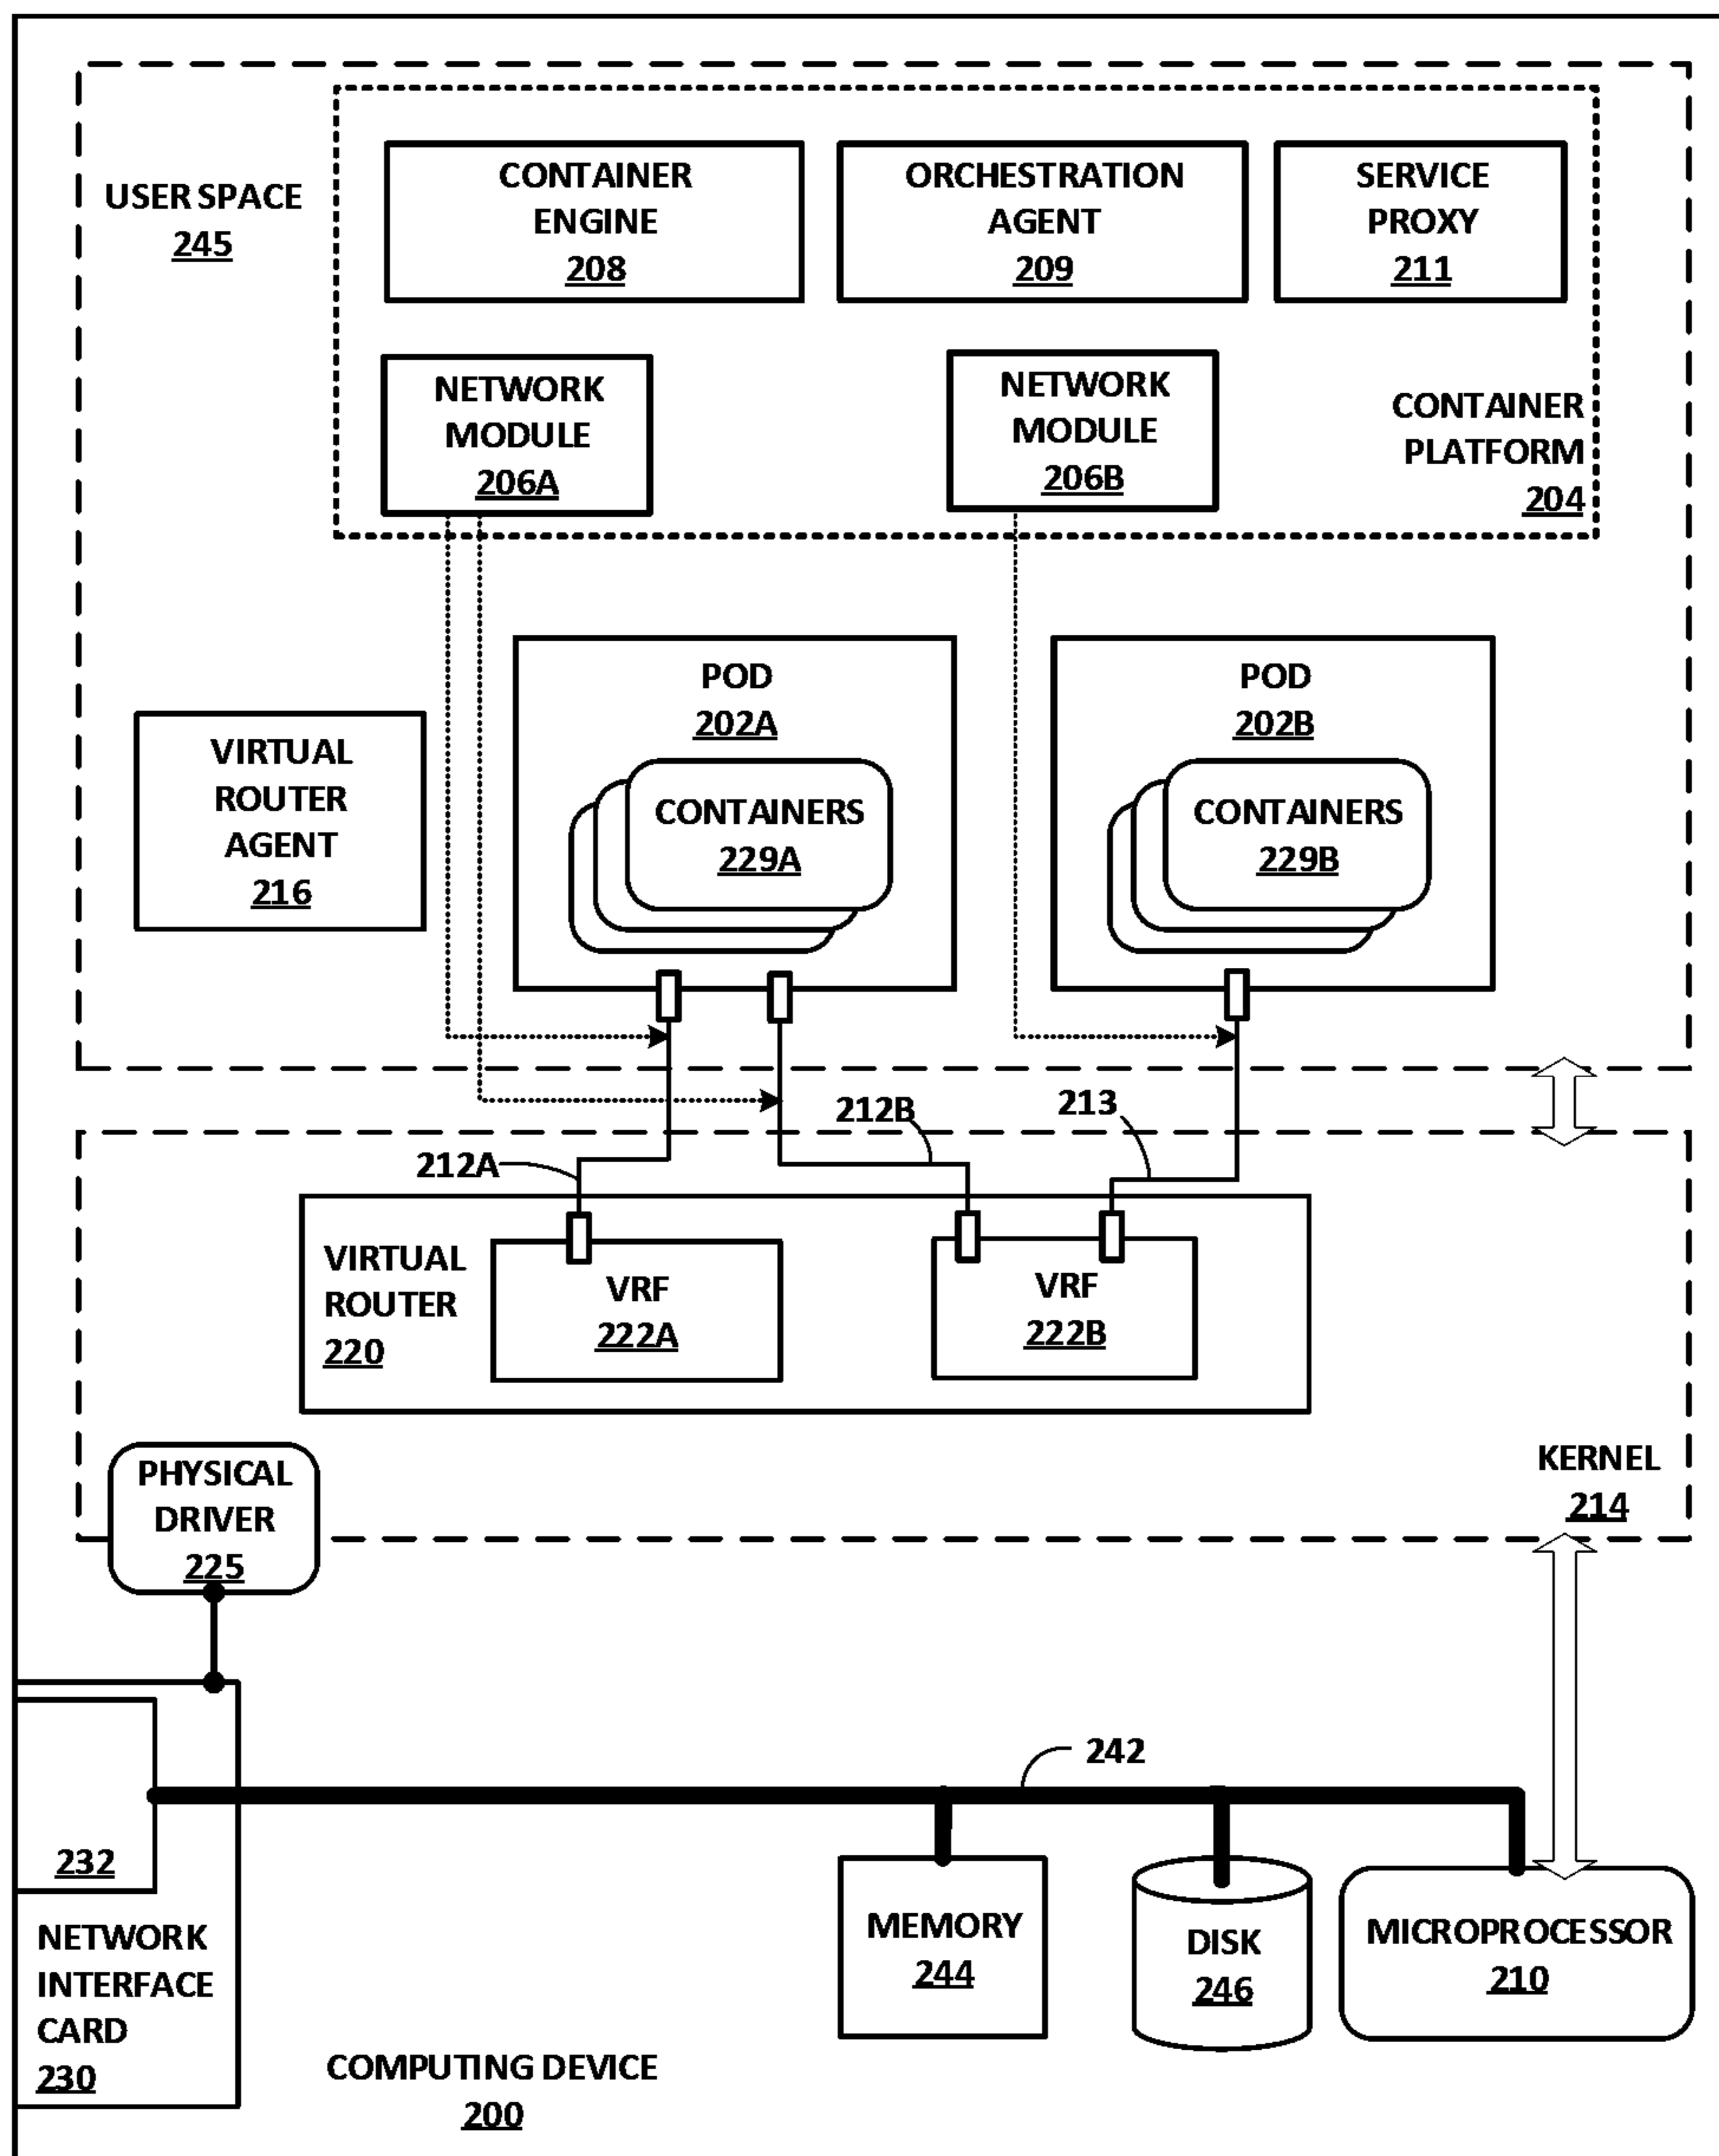 USER SPACE
245
CONTAINER
ENGINE
208
ORCHESTRATION
AGENT
209
SERVICE
PROXY
211
NETWORK
MODULE
206A
NETWORK
MODULE
206B
CONTAINER
PLATFORM
204
VIRTUAL
ROUTER
AGENT
216
POD
202A
CONTAINERS
229A
POD
202B
CONTAINERS
229B
212A
212B
213
VIRTUAL
ROUTER
220
VRF
222A
VRF
222B
KERNEL
214
PHYSICAL
DRIVER
225
242
232
NETWORK
INTERFACE
CARD
230
MEMORY
244
DISK
246
MICROPROCESSOR
210
COMPUTING DEVICE
200